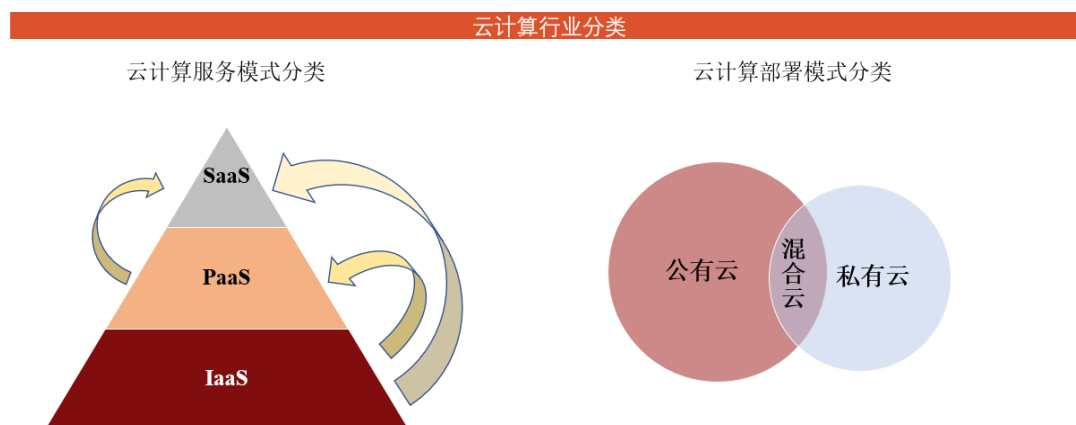 云计算行业分类
云计算服务模式分类
SaaS
PaaS
IaaS
云计算部署模式分类
公有云
混合云
私有云